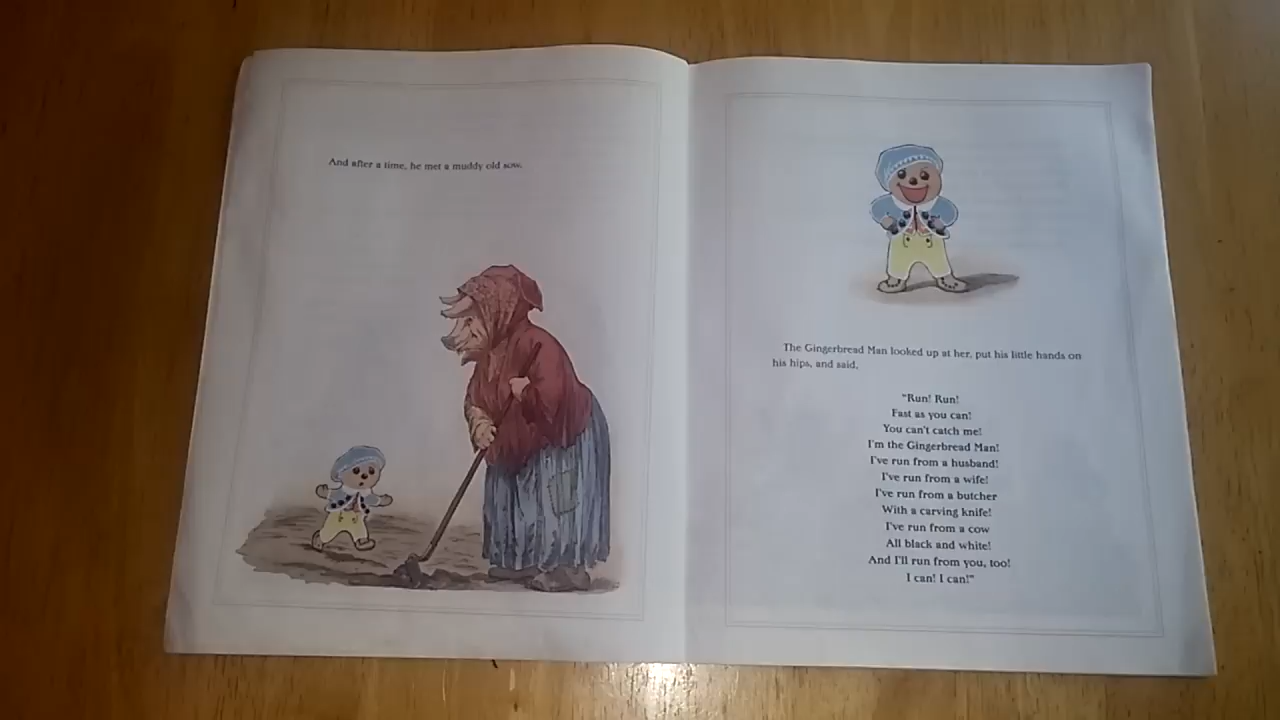 And after a time, he met a muddy old sow.
The Gingerbread Man looked up at her, put his little hands on
his hips, and said,
"Run! Run!
Fast as you can!
You can't catch me!
I'm the Gingerbread Man!
I've run from a husband!
I've run from a wife!
I've run from a butcher
With a carving knife!
I've run from a cow
All black and white!
And I'll run from you, too!
I can! I can!"